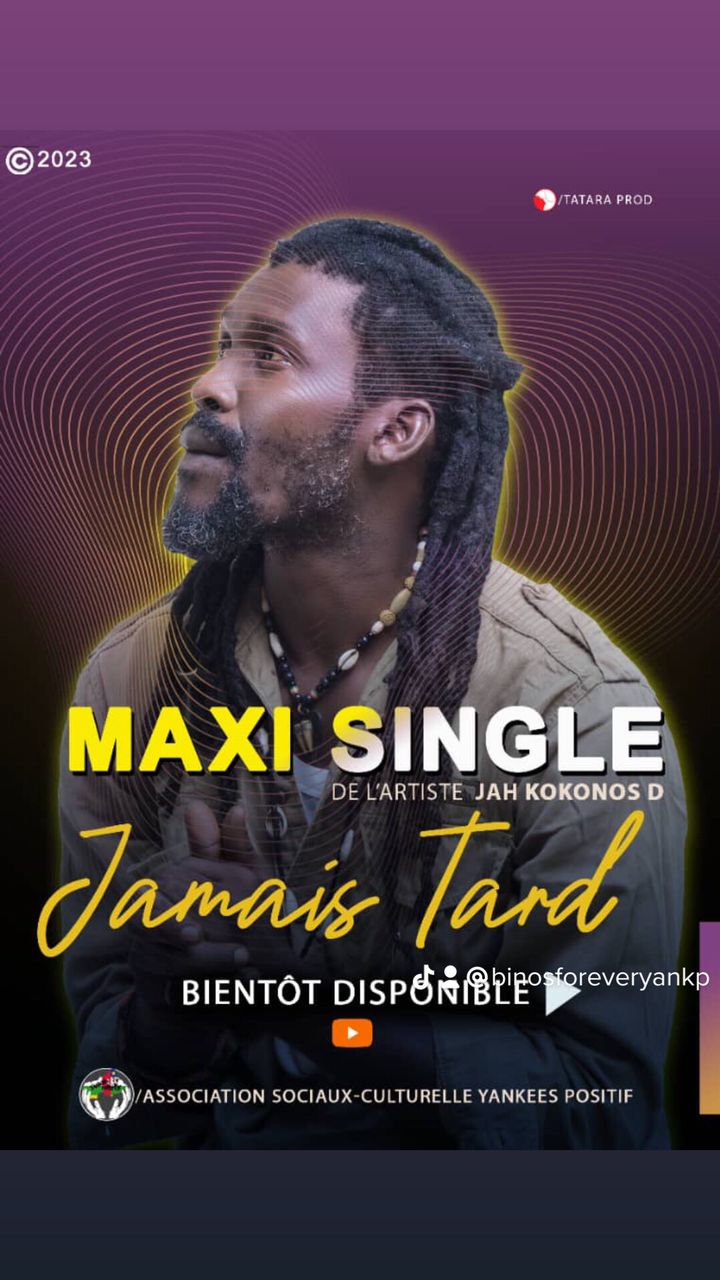 ©2023
/TATARA PROD
MAXI SINGLE
DE L'ARTISTE JAH KOKONOS D
Jamais Tard
@binosforeveryankp
BIENTÔT DISPONIBLE
/ASSOCIATION SOCIAUX-CULTURELLE YANKEES POSITIF